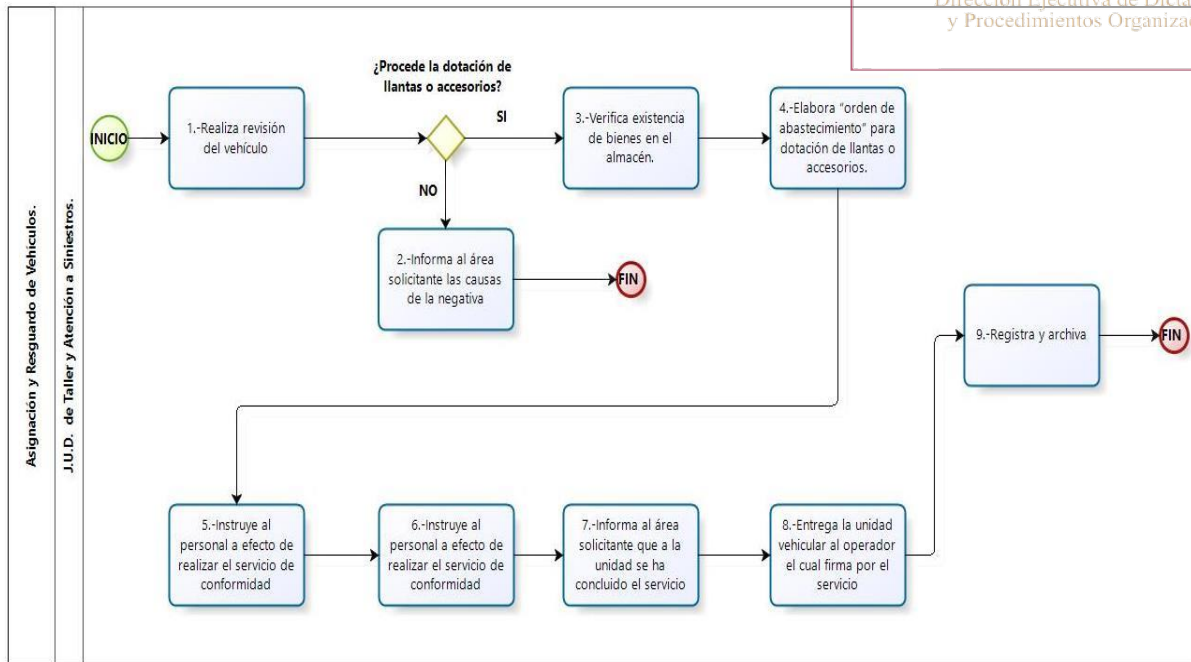 y Procedimientos Organiza
Asignación y Resguardo de Vehículos.
J.U.D. de Taller y Atención a Siniestros.
INICIO
1.-Realiza revisión
del vehículo
¿Procede la dotación de
llantas o accesorios?
SI
NO
2.-Informa al área
solicitante las causas
de la negativa
FIN
3.-Verifica existencia
de bienes en el
almacén.
4.-Elabora "orden de
abastecimiento" para
dotación de llantas o
accesorios.
5.-Instruye al
personal a efecto de
realizar el servicio de
conformidad
6.-Instruye al
personal a efecto de
realizar el servicio de
conformidad
7.-Informa al área
solicitante que a la
unidad se ha
concluido el servicio
8.-Entrega la unidad
vehicular al operador
el cual firma por el
servicio
9.-Registra y archiva
FIN